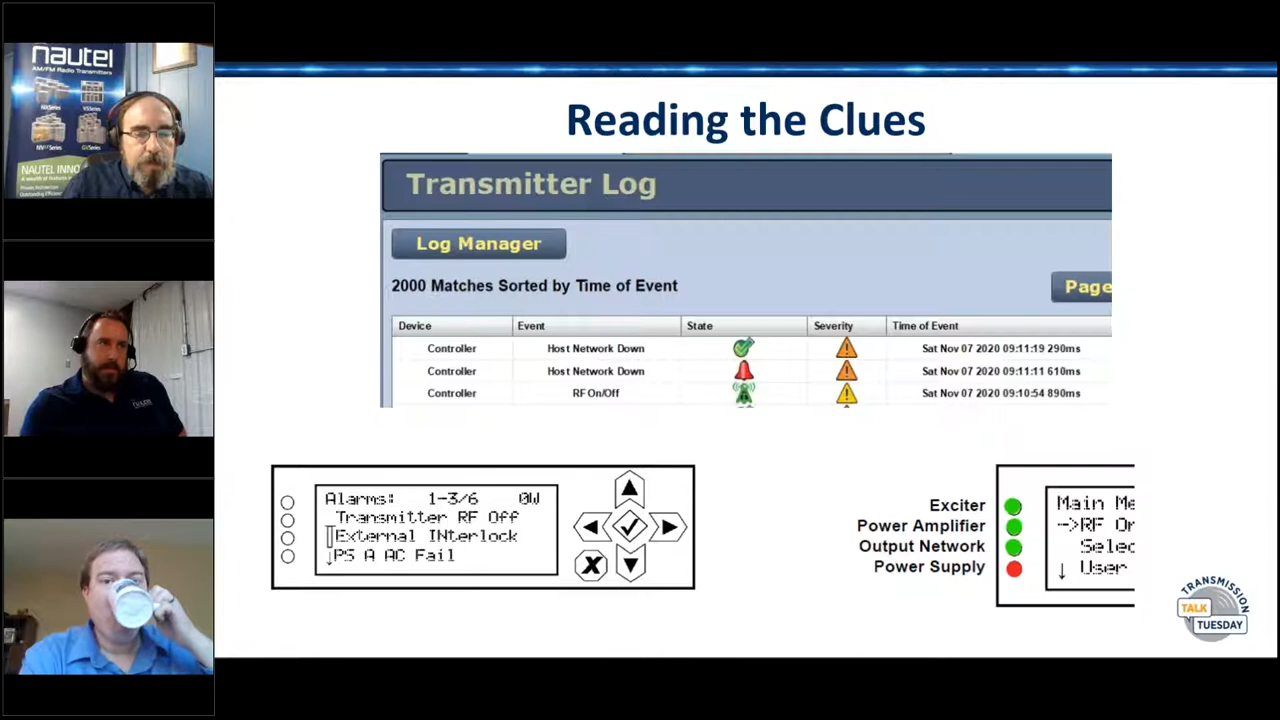 nautel
AM/FM Radio Transmitters
NAUTEL INNO
Reading the Clues
Transmitter Log
Log Manager
2000 Matches Sorted by Time of Event
Page
Device Event State Severity Time of Event
Controller Host Network Down Sat Nov 07 2020 09:11:19 290ms
Controller Host Network Down Sat Nov 07 2020 09:11:11 610ms
Controller RF On/Off Sat Nov 07 2020 09:10:54 890ms
Alarms: 1-3/6 0W
Transmitter RF Off
External INterlock
↓PS A AC Fail
X
Exciter
Power Amplifier
Output Network
Power Supply
Main Me
->RF On
Selec
↓ User
TRANSMISSION
TALK
TUESDAY